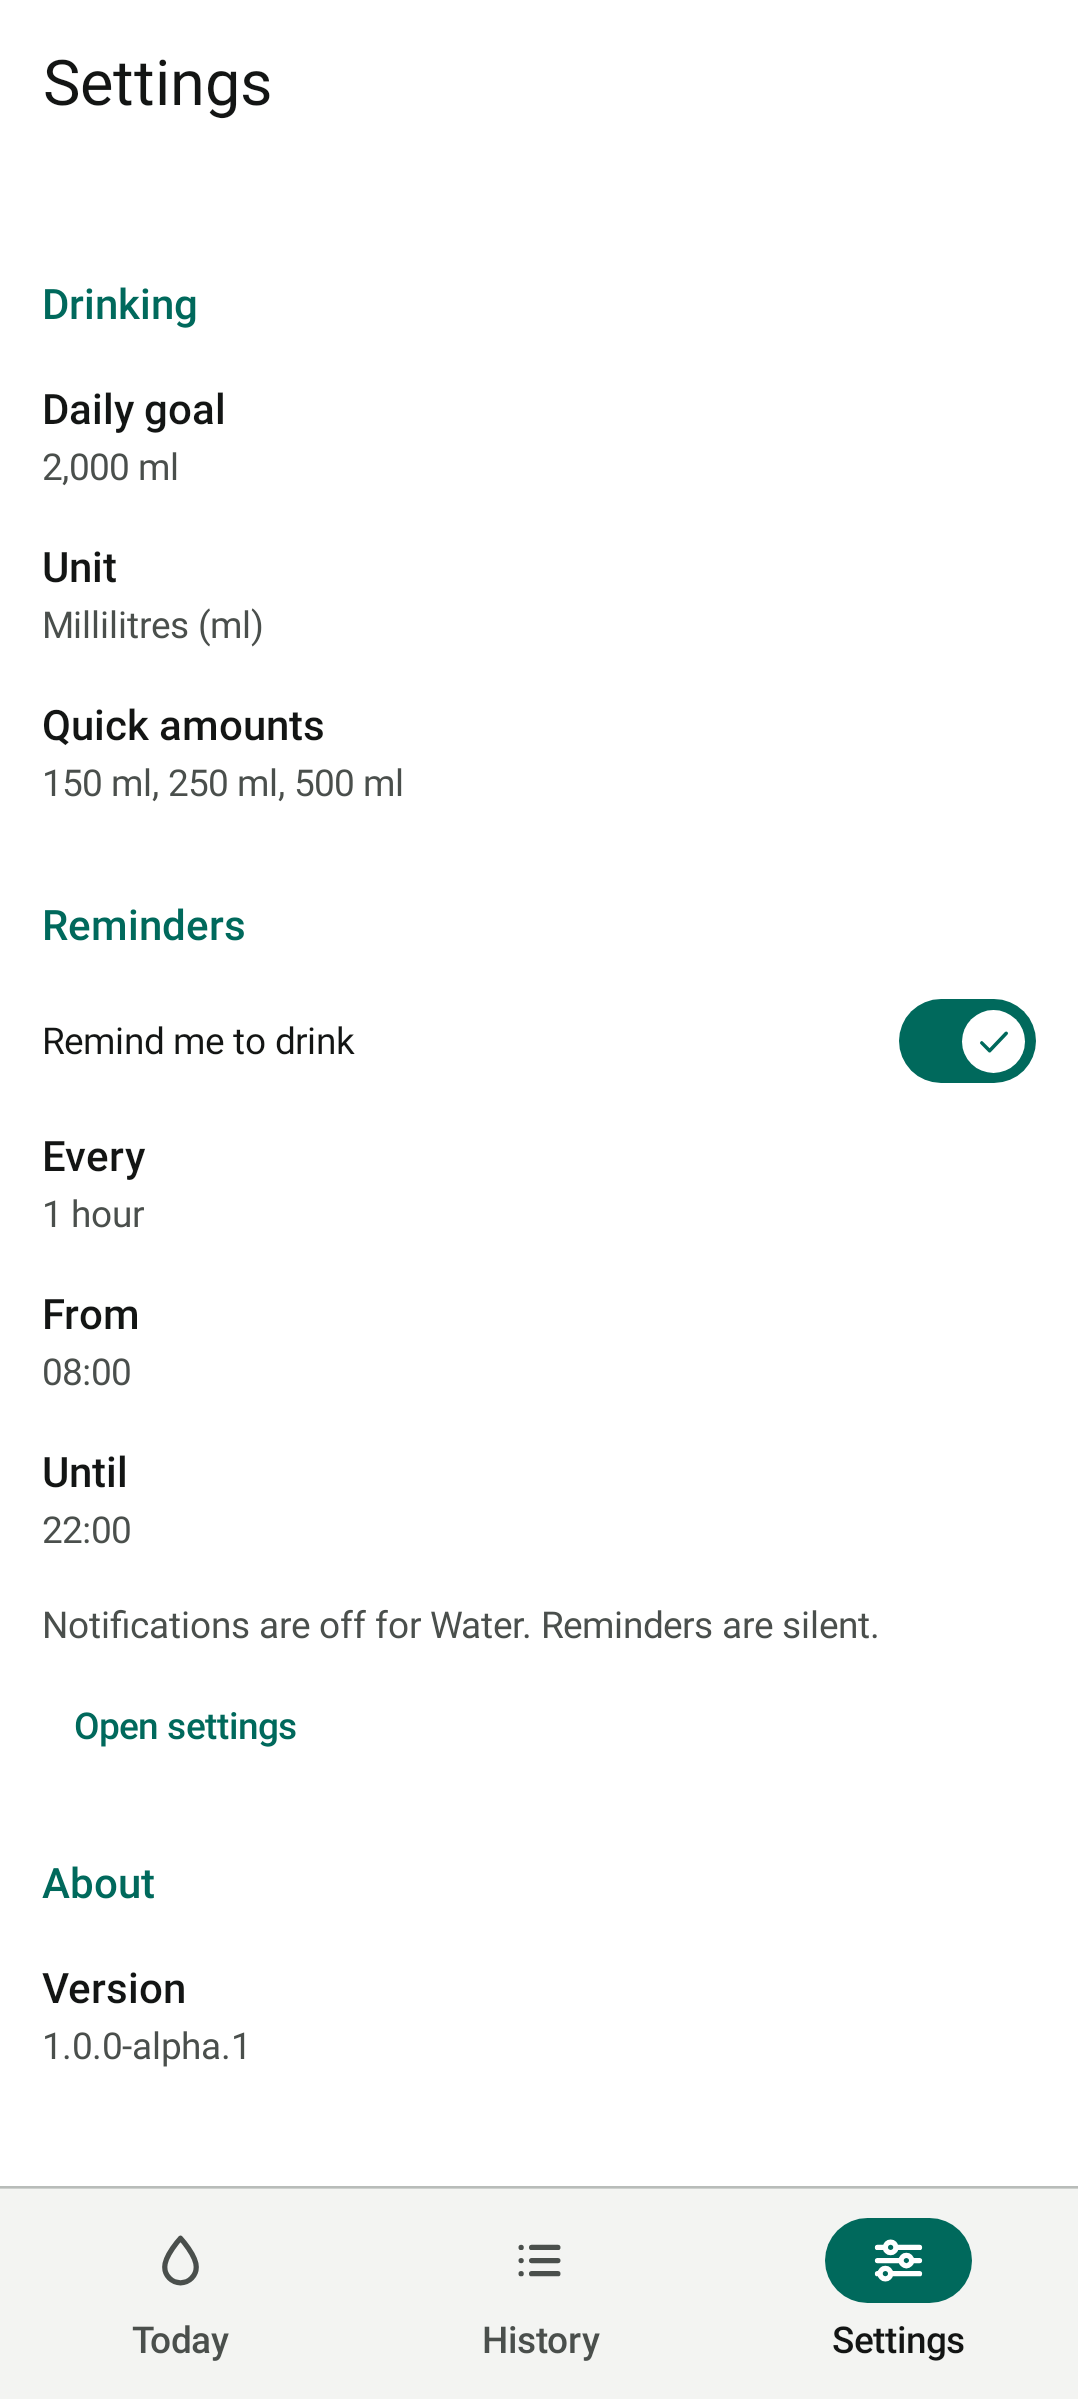 Settings
Drinking
Daily goal
2,000 ml
Unit
Millilitres (ml)
Quick amounts
150 ml, 250 ml, 500 ml
Reminders
Remind me to drink
Every
1 hour
From
08:00
Until
22:00
Notifications are off for Water. Reminders are silent.
Open settings
About
Version
1.0.0-alpha.1
Today
History
Settings